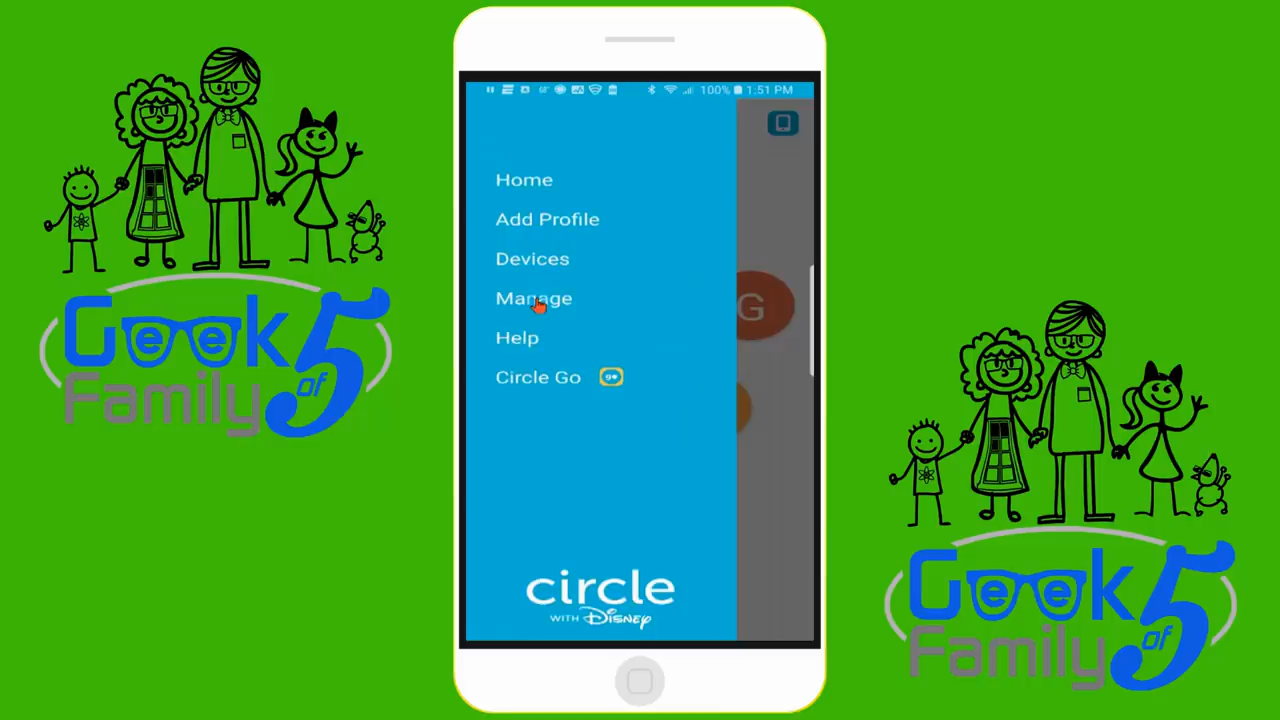 100% 1:51 PM
Home
Add Profile
Devices
Manage
Help
Circle Go
circle
WITH DISNEY
G
Geek
of 5
Family
Geek
of 5
Family